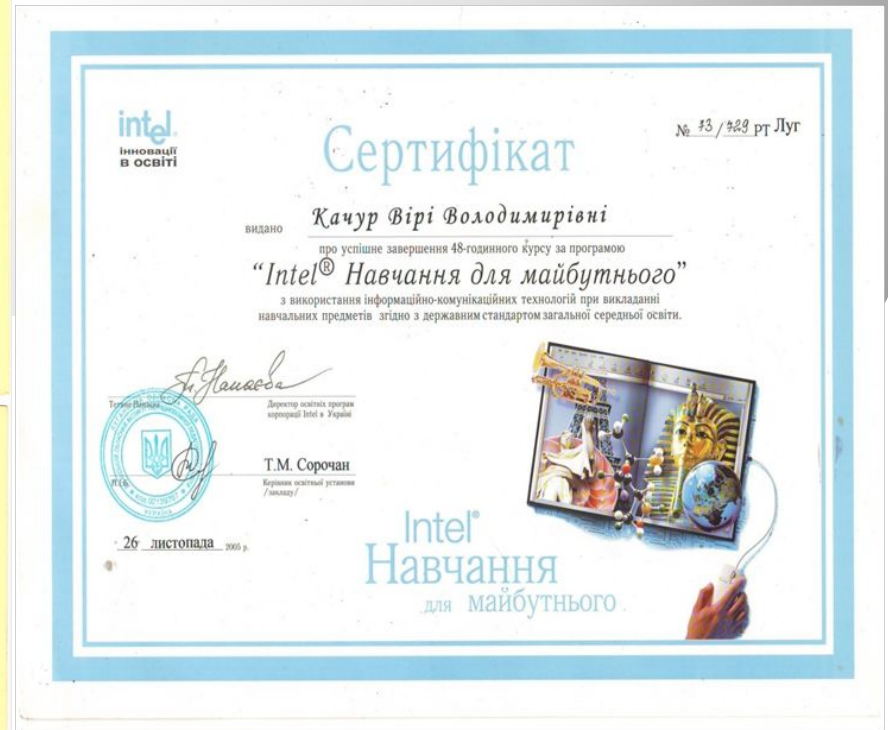 intel®
інновації
в освіті
№ 73/729 РТ Луг
Сертифікат
видано Качур Вірі Володимирівні
про успішне завершення 48-годинного курсу за програмою
“Intel® Навчання для майбутнього”
з використання інформаційно-комунікаційних технологій при викладанні
навчальних предметів згідно з державним стандартом загальної середньої освіти.
Директор освітніх програм
корпорації Intel в Україні
Т.М. Сорочан
П.І.Б.
Керівник освітньої установи
/закладу/
УКРАЇНА
26 листопада 2005 р.
Intel®
Навчання
для майбутнього